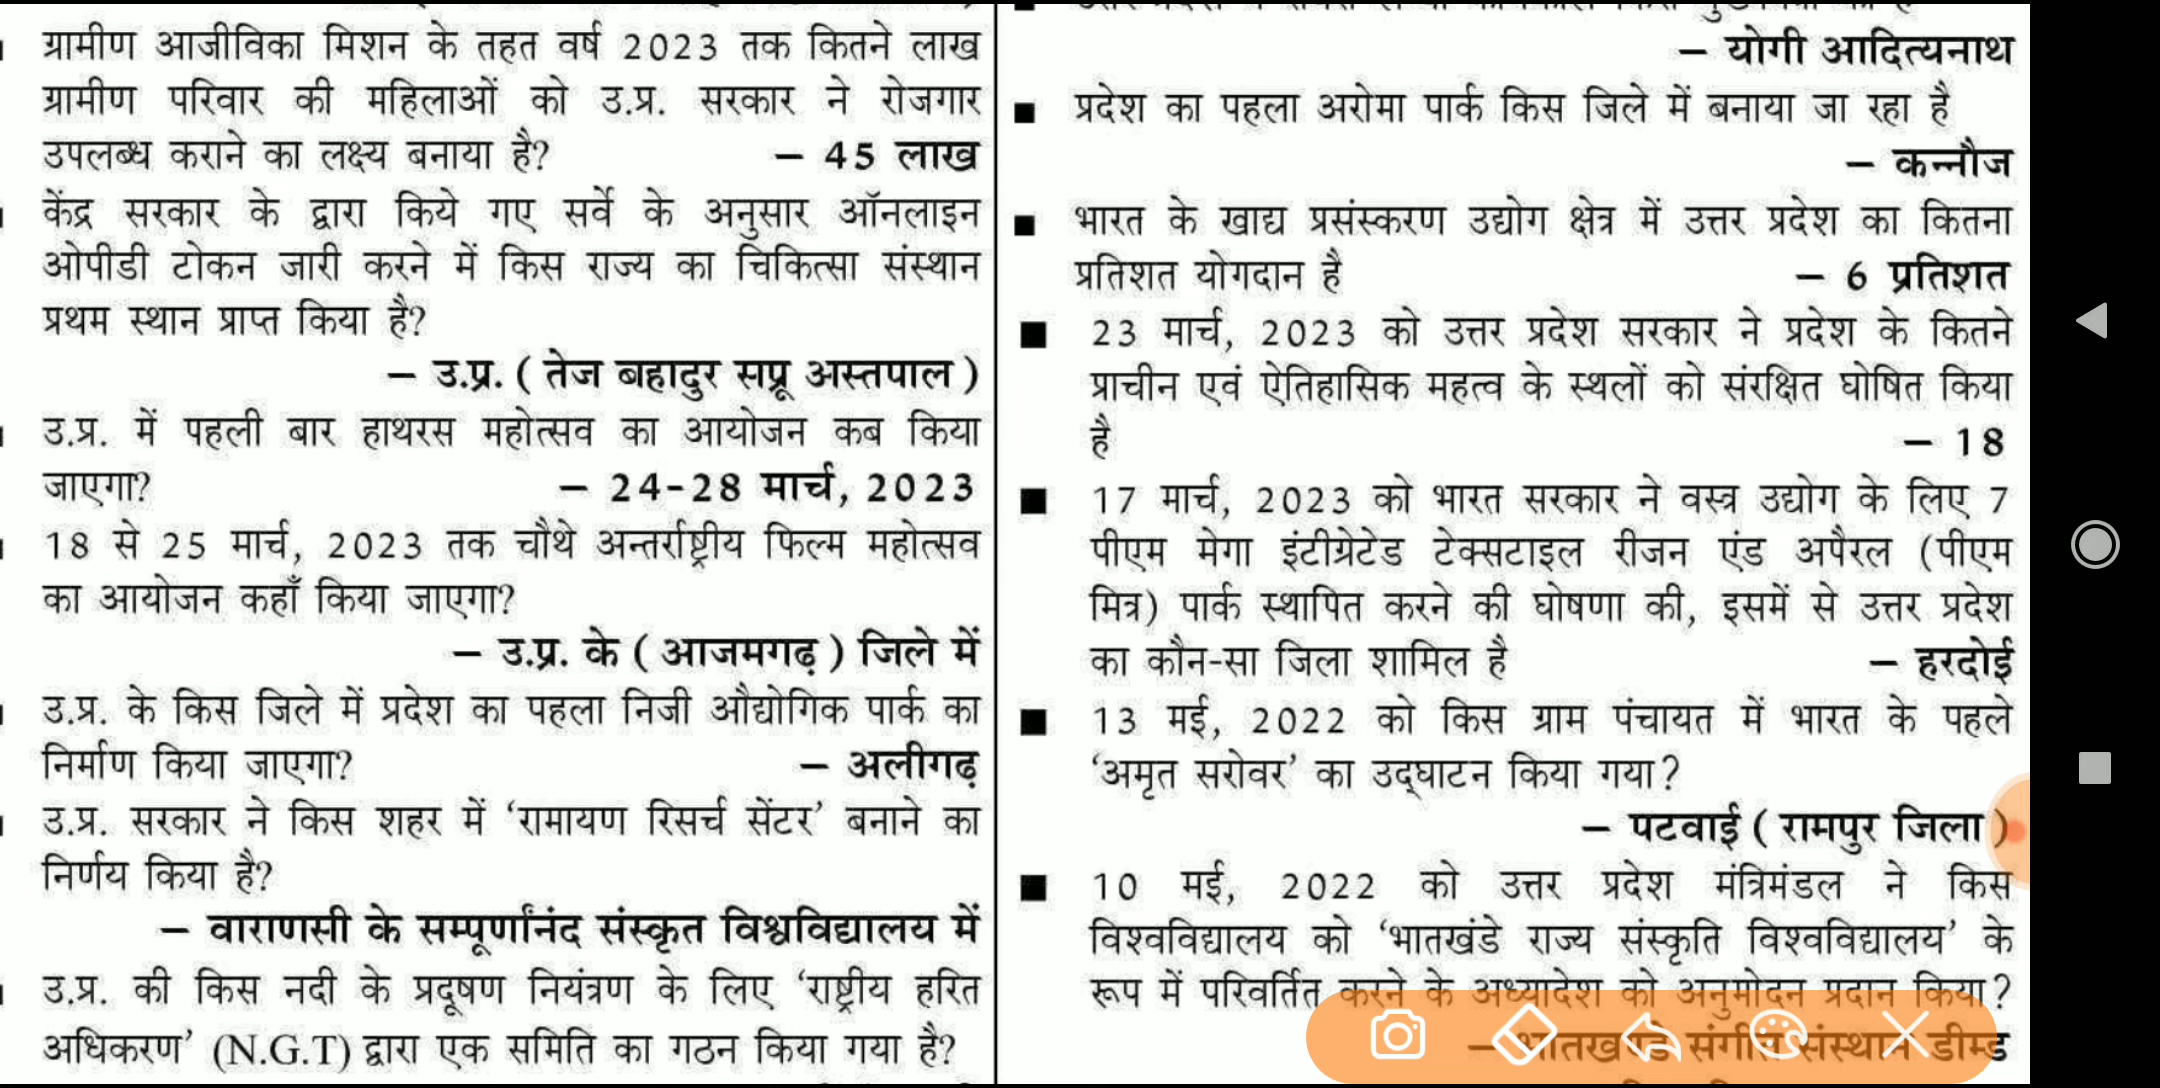 ग्रामीण आजीविका मिशन के तहत वर्ष 2023 तक कितने लाख
ग्रामीण परिवार की महिलाओं को उ.प्र. सरकार ने रोजगार
उपलब्ध कराने का लक्ष्य बनाया है? – 45 लाख
केंद्र सरकार के द्वारा किये गए सर्वे के अनुसार ऑनलाइन
ओपीडी टोकन जारी करने में किस राज्य का चिकित्सा संस्थान
प्रथम स्थान प्राप्त किया है?
– उ.प्र. ( तेज बहादुर सप्रू अस्तपाल )
उ.प्र. में पहली बार हाथरस महोत्सव का आयोजन कब किया
जाएगा? – 24-28 मार्च, 2023
18 से 25 मार्च, 2023 तक चौथे अन्तर्राष्ट्रीय फिल्म महोत्सव
का आयोजन कहाँ किया जाएगा?
– उ.प्र. के ( आजमगढ़ ) जिले में
उ.प्र. के किस जिले में प्रदेश का पहला निजी औद्योगिक पार्क का
निर्माण किया जाएगा? – अलीगढ़
उ.प्र. सरकार ने किस शहर में ‘रामायण रिसर्च सेंटर’ बनाने का
निर्णय किया है?
– वाराणसी के सम्पूर्णानंद संस्कृत विश्वविद्यालय में
उ.प्र. की किस नदी के प्रदूषण नियंत्रण के लिए ‘राष्ट्रीय हरित
अधिकरण’ (N.G.T) द्वारा एक समिति का गठन किया गया है?
– योगी आदित्यनाथ
■ प्रदेश का पहला अरोमा पार्क किस जिले में बनाया जा रहा है
– कन्नौज
■ भारत के खाद्य प्रसंस्करण उद्योग क्षेत्र में उत्तर प्रदेश का कितना
प्रतिशत योगदान है – 6 प्रतिशत
■ 23 मार्च, 2023 को उत्तर प्रदेश सरकार ने प्रदेश के कितने
प्राचीन एवं ऐतिहासिक महत्व के स्थलों को संरक्षित घोषित किया
है – 18
■ 17 मार्च, 2023 को भारत सरकार ने वस्त्र उद्योग के लिए 7
पीएम मेगा इंटीग्रेटेड टेक्सटाइल रीजन एंड अपैरल (पीएम
मित्र) पार्क स्थापित करने की घोषणा की, इसमें से उत्तर प्रदेश
का कौन-सा जिला शामिल है – हरदोई
■ 13 मई, 2022 को किस ग्राम पंचायत में भारत के पहले
‘अमृत सरोवर’ का उद्घाटन किया गया?
– पटवाई ( रामपुर जिला )
■ 10 मई, 2022 को उत्तर प्रदेश मंत्रिमंडल ने किस
विश्वविद्यालय को ‘भातखंडे राज्य संस्कृति विश्वविद्यालय’ के
रूप में परिवर्तित करने के अध्यादेश को अनुमोदन प्रदान किया?
संगीत संस्थान डीम्ड